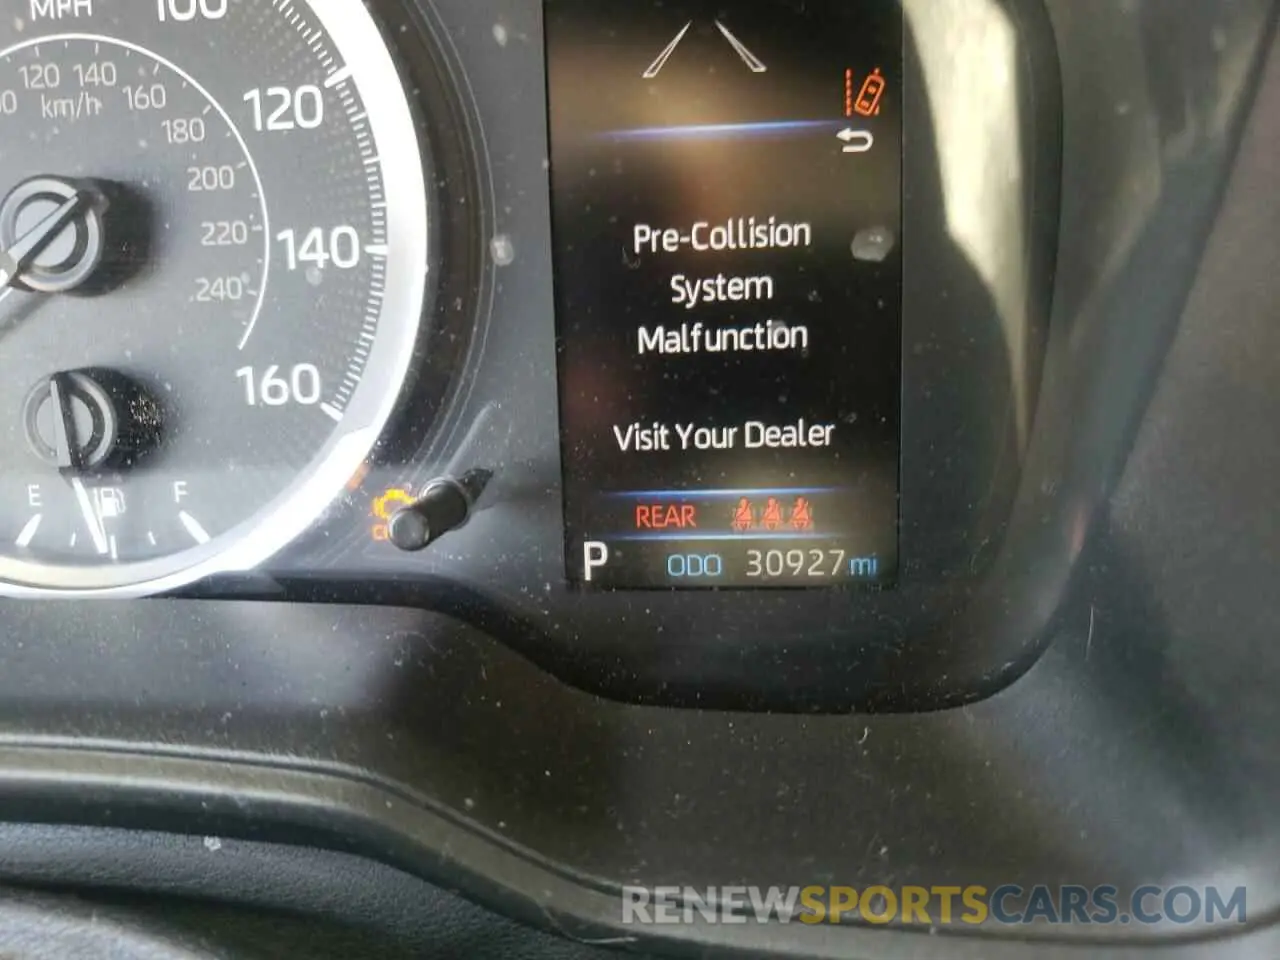 MPH
100
120
140
160
120 140 160
km/h
180
200
220
240
E
F
Pre-Collision
System
Malfunction
Visit Your Dealer
REAR
P
ODO 30927 mi
RENEWSPORTSCARS.COM